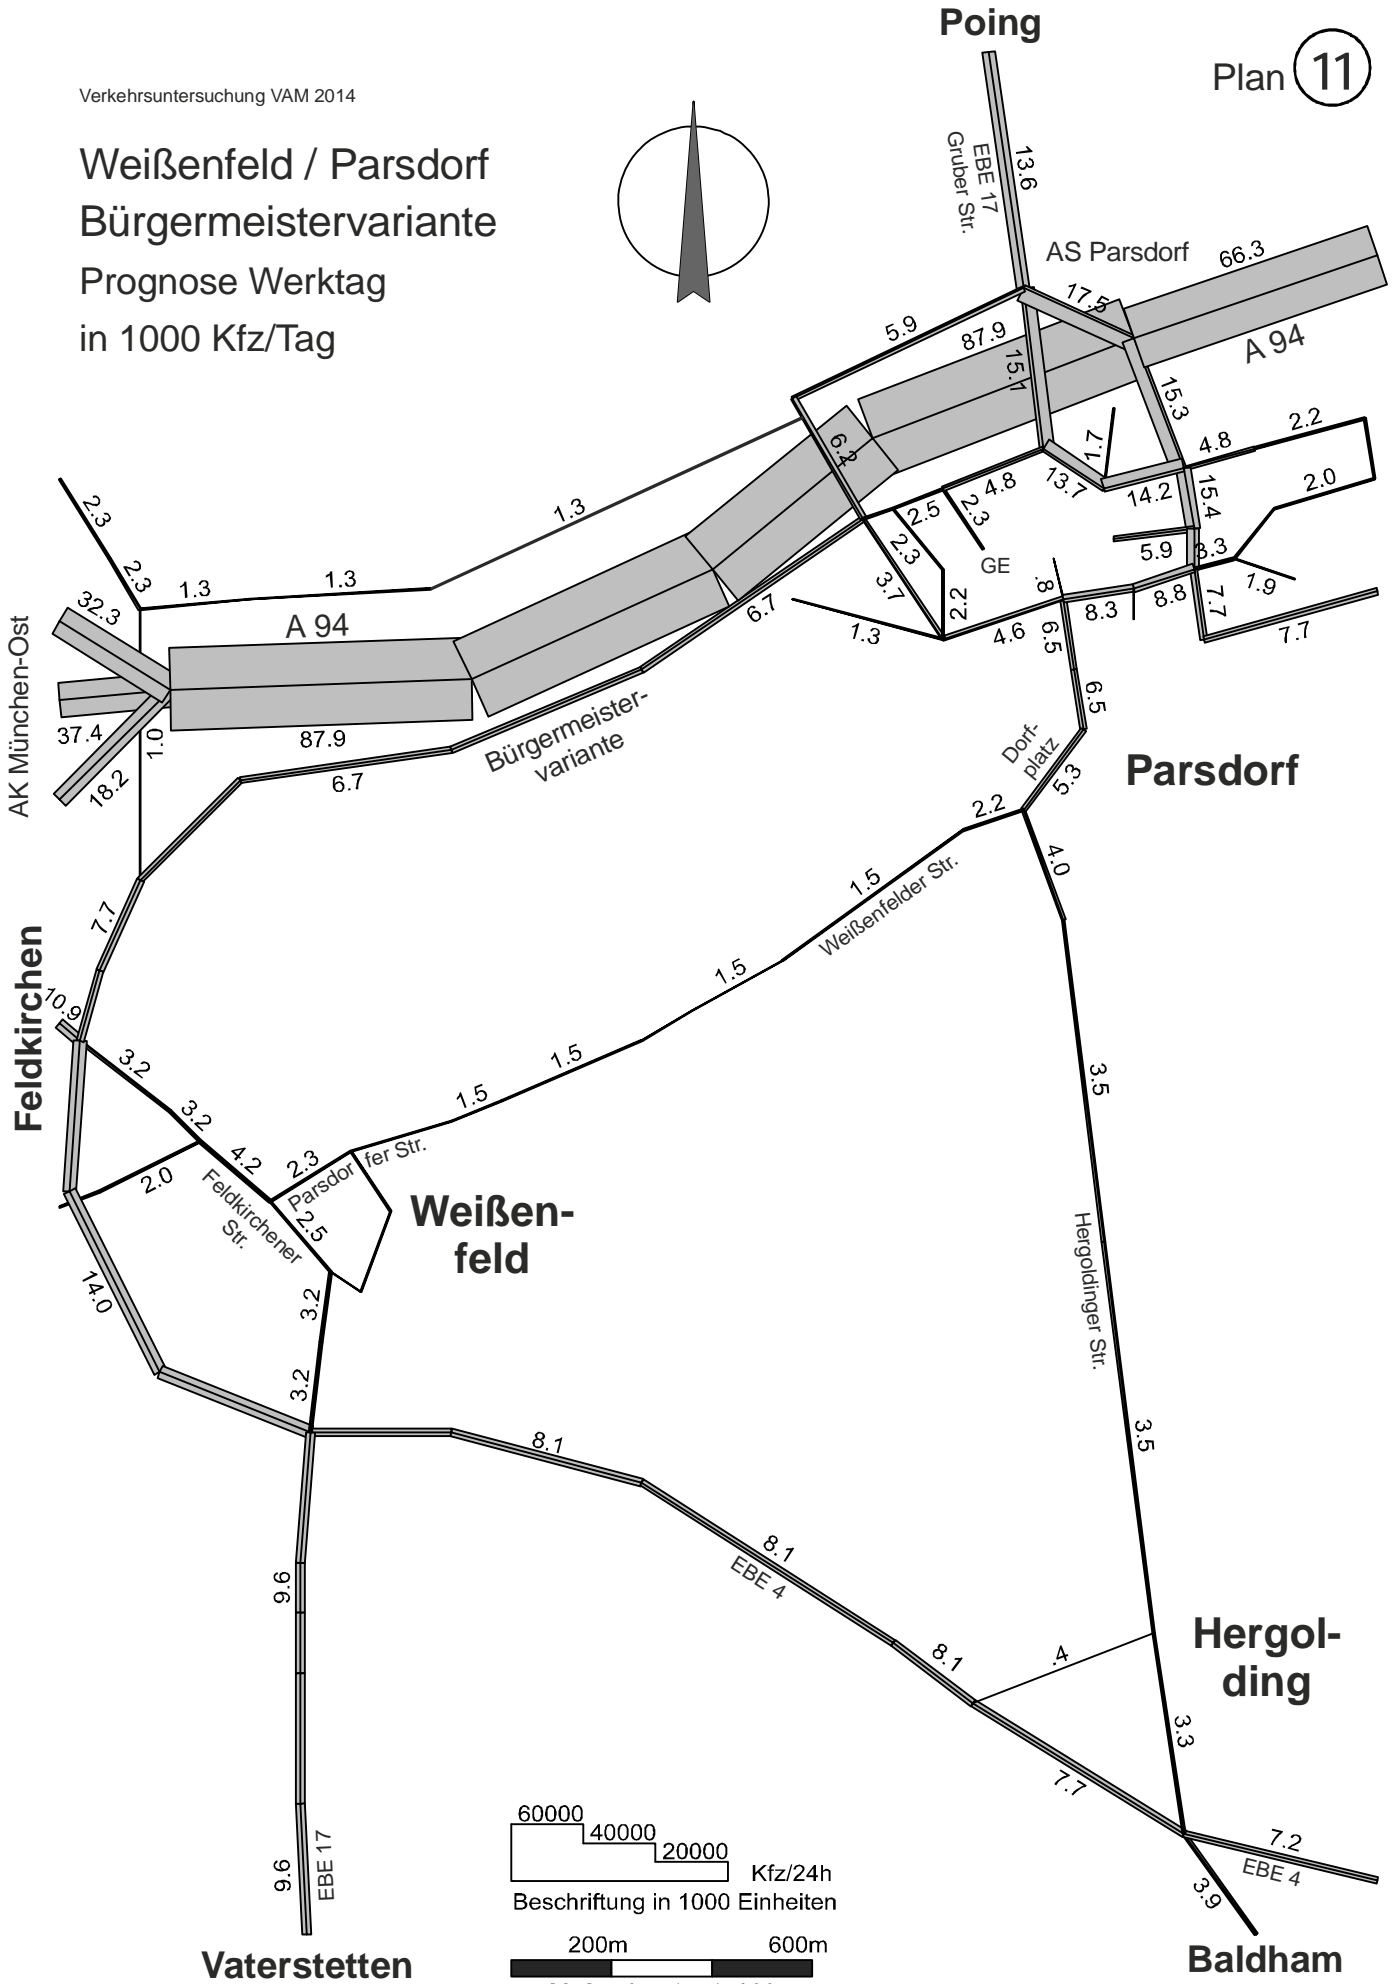 Poing
Plan 11
Verkehrsuntersuchung VAM 2014
Weißenfeld / Parsdorf
Bürgermeistervariante
Prognose Werktag
in 1000 Kfz/Tag
13.6
EBE 17
Gruber Str.
AS Parsdorf
66.3
17.5
5.9
87.9
A 94
15.1
15.3
6.2
1.7
4.8
2.2
2.0
4.8
13.7
14.2
15.4
2.3
2.5
2.3
GE
5.9
3.3
1.9
1.3
2.3
2.3
1.3
1.3
3.7
2.2
.8
8.3
8.8
7.7
7.7
32.3
A 94
6.7
1.3
4.6
6.5
AK München-Ost
37.4
1.0
87.9
18.2
6.7
Bürgermeister-
variante
6.5
Dorf-
platz
5.3
Parsdorf
2.2
4.0
1.5
Weißenfelder Str.
7.7
Feldkirchen
10.9
1.5
3.2
1.5
3.5
3.2
1.5
4.2
2.3
Parsdor fer Str.
2.0
Feldkirchener
Str.
2.5
Weißen-
feld
14.0
3.2
Hergoldinger Str.
3.2
8.1
3.5
8.1
EBE 4
9.6
8.1
.4
Hergol-
ding
3.3
7.7
60000
40000
20000
Kfz/24h
Beschriftung in 1000 Einheiten
7.2
EBE 4
9.6
EBE 17
3.9
200m
600m
Vaterstetten
Baldham